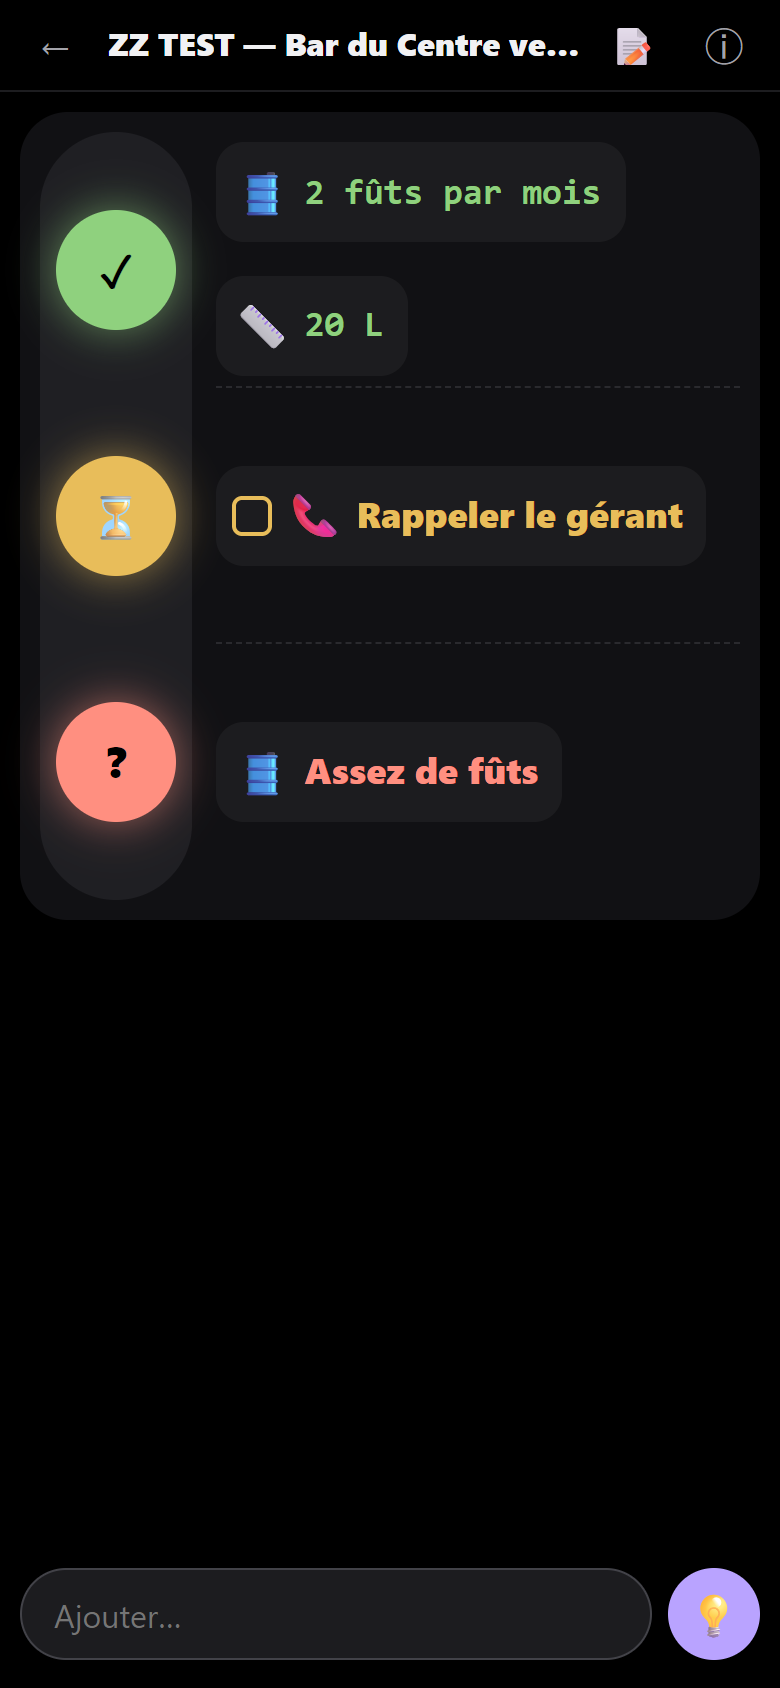 ZZ TEST — Bar du Centre ve...
2 fûts par mois
20 L
Rappeler le gérant
?
Assez de fûts
Ajouter...